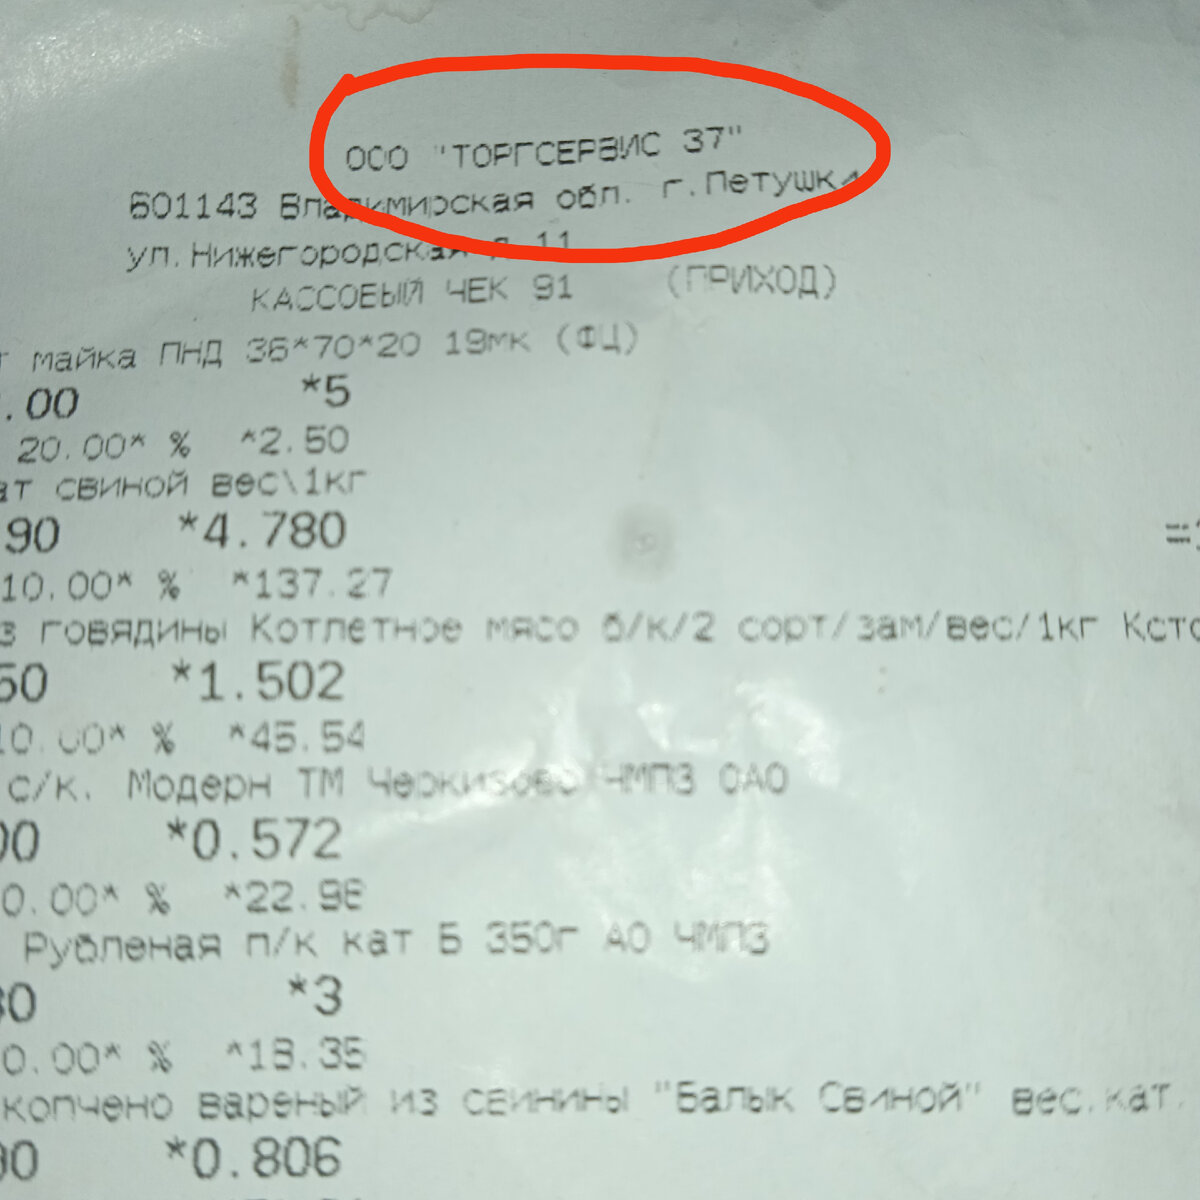 ООО "ТОРГСЕРВИС 37"
601143 Владимирская обл. г.Петушки
ул.Нижегородская д 11
КАССОВЫЙ ЧЕК 91 (ПРИХОД)
майка ПНД 36*70*20 19мк (ФЦ)
.00 *5
20.00* % *2.50
ат свиной вес\1кг
90 *4.780
10.00* % *137.27
з говядины Котлетное мясо б/к/2 сорт/зам/вес/1кг Ксто
50 *1.502
10.00* % *45.54
с/к. Модерн ТМ Черкизово ЧМПЗ ОАО
00 *0.572
0.00* % *22.98
Рубленая п/к кат Б 350г АО ЧМПЗ
80 *3
0.00* % *18.35
копчено вареный из свинины "Балык Свиной" вес.кат.
*0.806